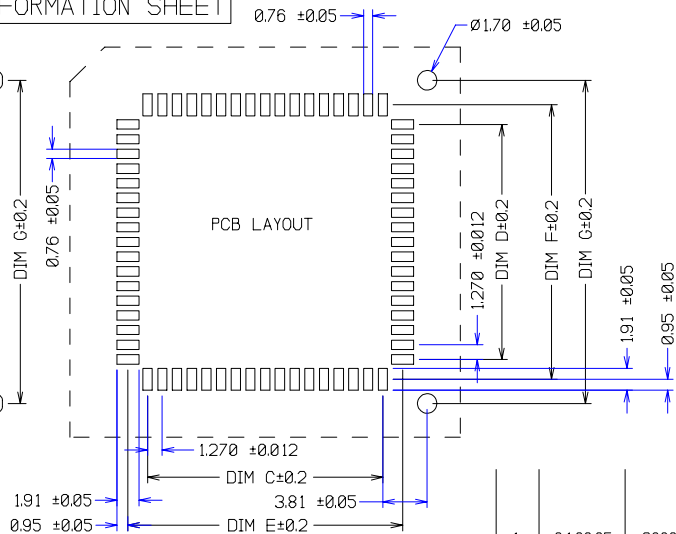 FORMATION SHEET
0.76 ±0.05
Ø1.70 ±0.05
DIM G±0.2
0.76 ±0.05
PCB LAYOUT
1.270 ±0.012
DIM D±0.2
DIM F±0.2
DIM G±0.2
1.91 ±0.05
0.95 ±0.05
1.270 ±0.012
DIM C±0.2
1.91 ±0.05
3.81 ±0.05
0.95 ±0.05
DIM E±0.2